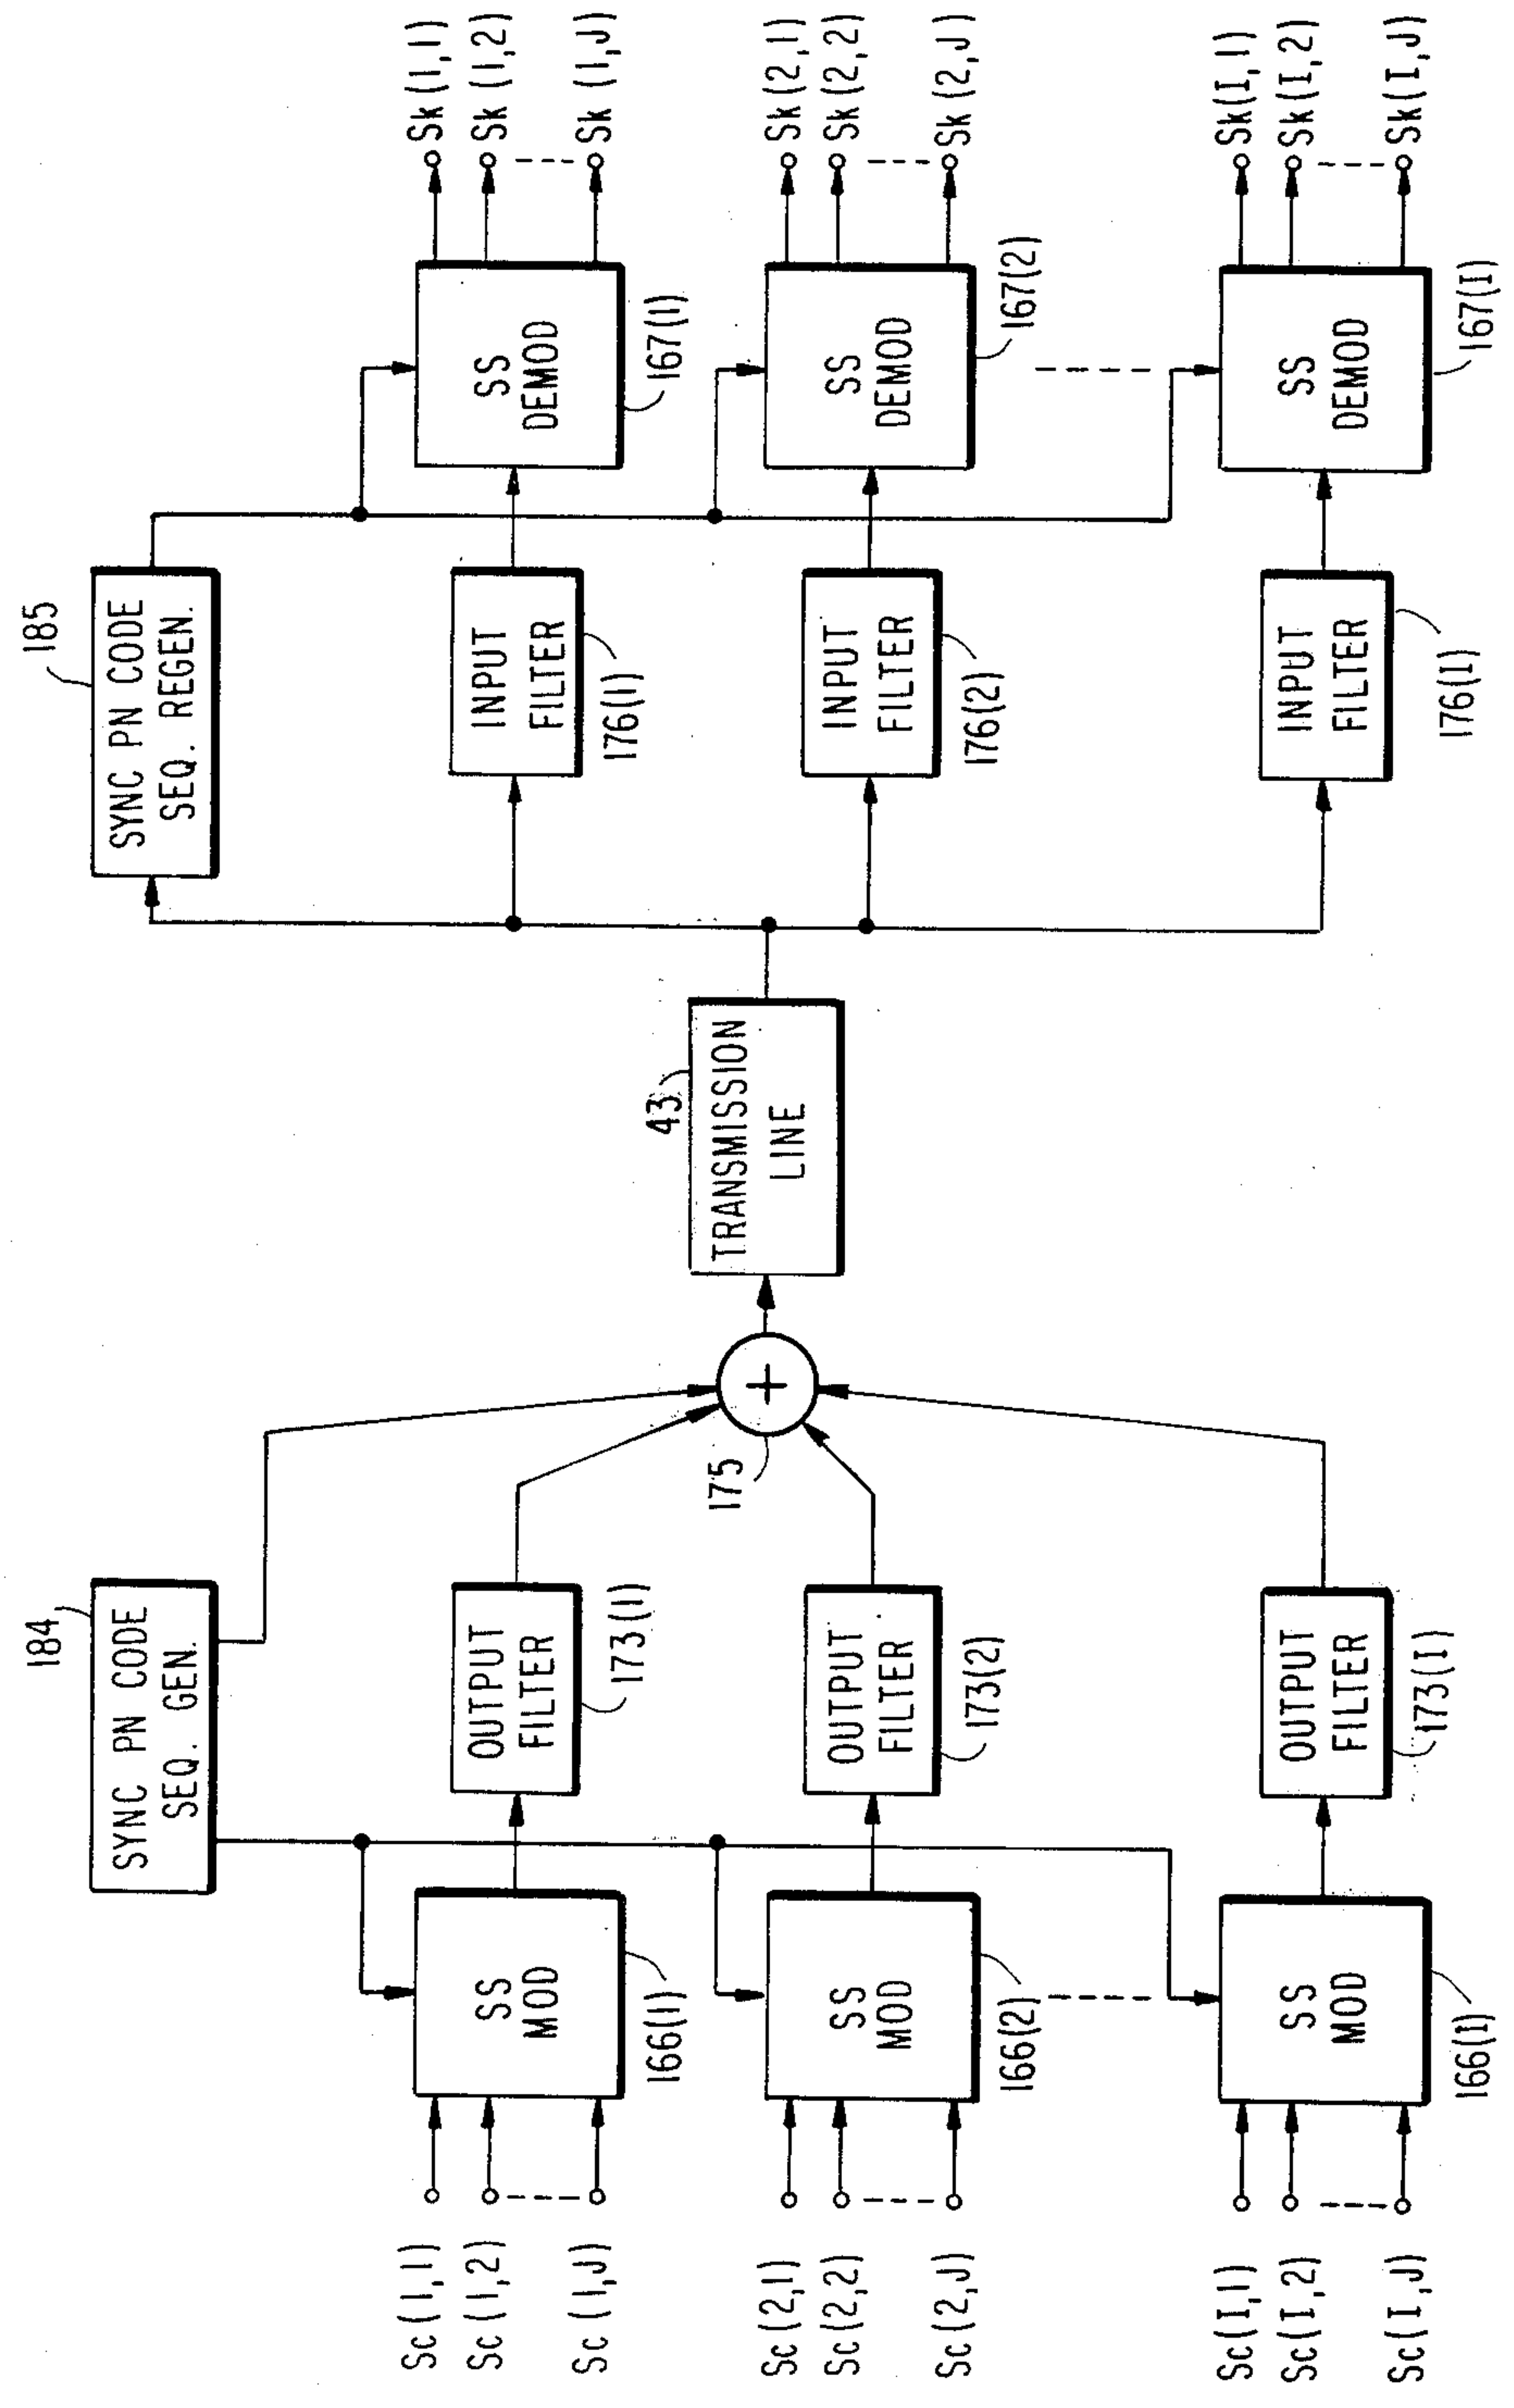 184
SYNC PN CODE
SEQ. GEN.
185
SYNC PN CODE
SEQ. REGEN.
Sc(1,1)
Sc(1,2)
Sc(1,J)
SS
MOD
166(1)
OUTPUT
FILTER
173(1)
INPUT
FILTER
176(1)
SS
DEMOD
167(1)
Sk(1,1)
Sk(1,2)
Sk(1,J)
Sc(2,1)
Sc(2,2)
Sc(2,J)
SS
MOD
166(2)
OUTPUT
FILTER
173(2)
175
+
43
TRANSMISSION
LINE
INPUT
FILTER
176(2)
SS
DEMOD
167(2)
Sk(2,1)
Sk(2,2)
Sk(2,J)
Sc(I,1)
Sc(I,2)
Sc(I,J)
SS
MOD
166(I)
OUTPUT
FILTER
173(I)
INPUT
FILTER
176(I)
SS
DEMOD
167(I)
Sk(I,1)
Sk(I,2)
Sk(I,J)